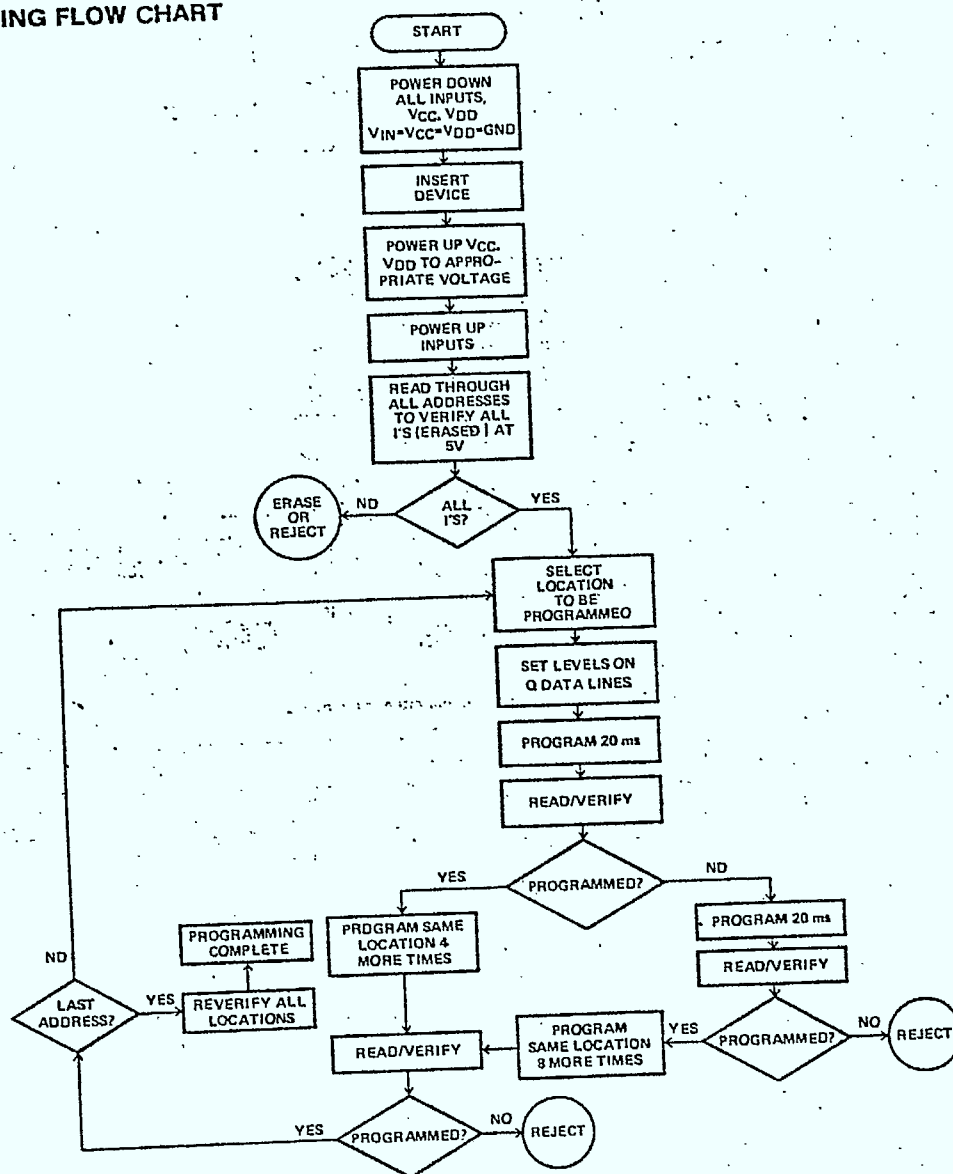 ING FLOW CHART
START
POWER DOWN
ALL INPUTS,
VCC. VDD
VIN=VCC=VDD=GND
INSERT
DEVICE
POWER UP VCC.
VDD TO APPRO-
PRIATE VOLTAGE
POWER UP
INPUTS
READ THROUGH
ALL ADDRESSES
TO VERIFY ALL
I'S (ERASED) AT
5V
ALL
I'S?
ND
YES
ERASE
OR
REJECT
SELECT
LOCATION
TO BE
PROGRAMMEO
SET LEVELS ON
Q DATA LINES
PROGRAM 20 ms
READ/VERIFY
PROGRAMMED?
YES
ND
PRDGRAM SAME
LOCATION 4
MORE TIMES
PROGRAM 20 ms
READ/VERIFY
PROGRAMMED?
NO
REJECT
YES
PROGRAM
SAME LOCATION
8 MORE TIMES
READ/VERIFY
PROGRAMMED?
NO
REJECT
YES
LAST
ADDRESS?
ND
YES
REVERIFY ALL
LOCATIONS
PROGRAMMING
COMPLETE